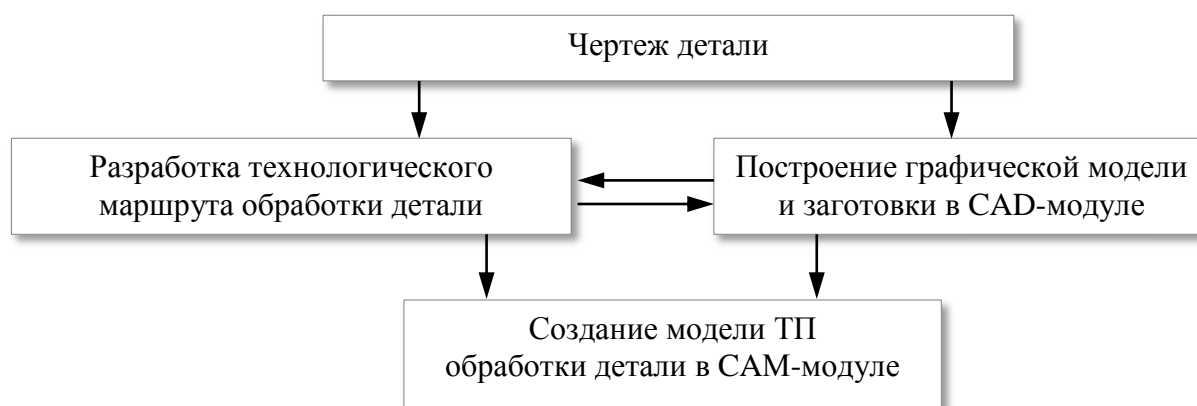 Чертеж детали
Разработка технологического
маршрута обработки детали
Построение графической модели
и заготовки в CAD-модуле
Создание модели ТП
обработки детали в CAM-модуле